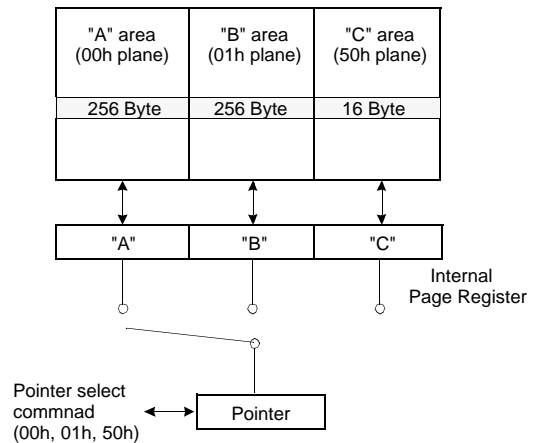 "A" area
(00h plane)
"B" area
(01h plane)
"C" area
(50h plane)
256 Byte
256 Byte
16 Byte
"A"
"B"
"C"
Internal
Page Register
Pointer select
commnad
(00h, 01h, 50h)
Pointer